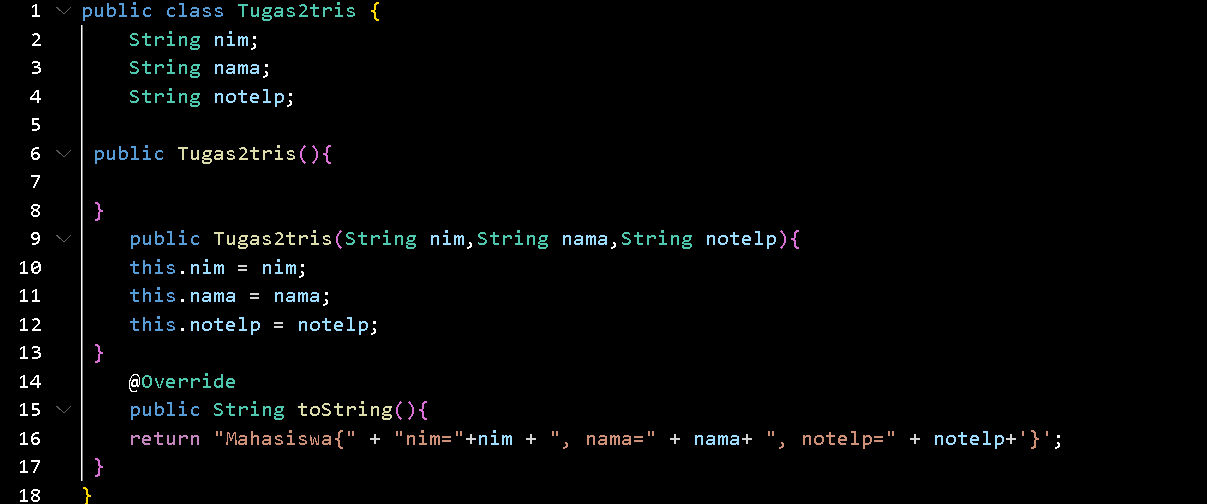 1 public class Tugas2tris {
2 String nim;
3 String nama;
4 String notelp;
5
6 public Tugas2tris(){
7
8 }
9 public Tugas2tris(String nim,String nama,String notelp){
10 this.nim = nim;
11 this.nama = nama;
12 this.notelp = notelp;
13 }
14 @Override
15 public String toString(){
16 return "Mahasiswa{" + "nim="+nim + ", nama=" + nama+ ", notelp=" + notelp+'}';
17 }
18 }